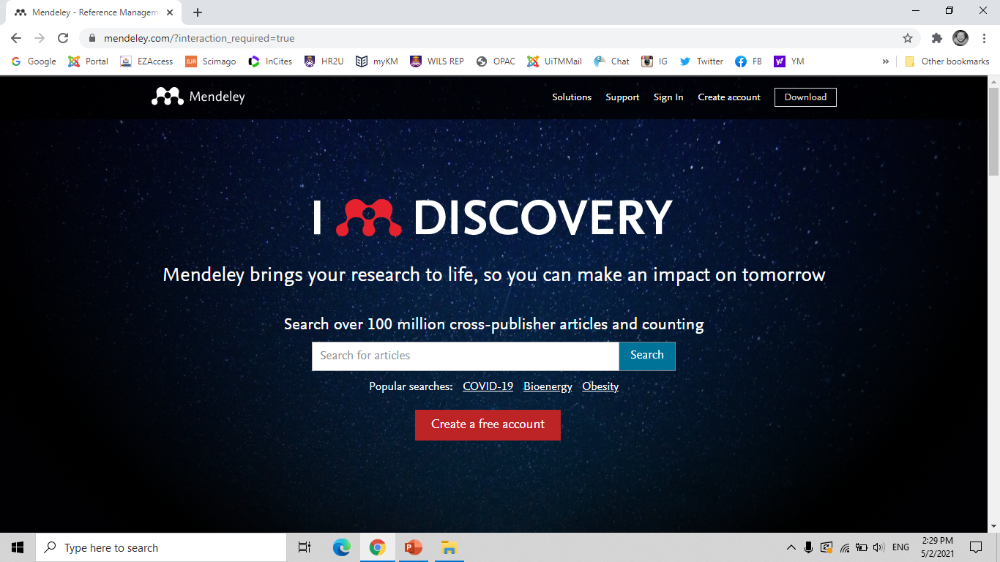 Mendeley - Reference Managem
mendeley.com/?interaction_required=true
Google Portal EZAccess SJR Scimago InCites HR2U myKM WILS REP OPAC UiTMMail Chat IG Twitter FB YM » Other bookmarks
Mendeley Solutions Support Sign In Create account Download
I DISCOVERY
Mendeley brings your research to life, so you can make an impact on tomorrow
Search over 100 million cross-publisher articles and counting
Search for articles Search
Popular searches: COVID-19 Bioenergy Obesity
Create a free account
Type here to search ENG 2:29 PM
5/2/2021